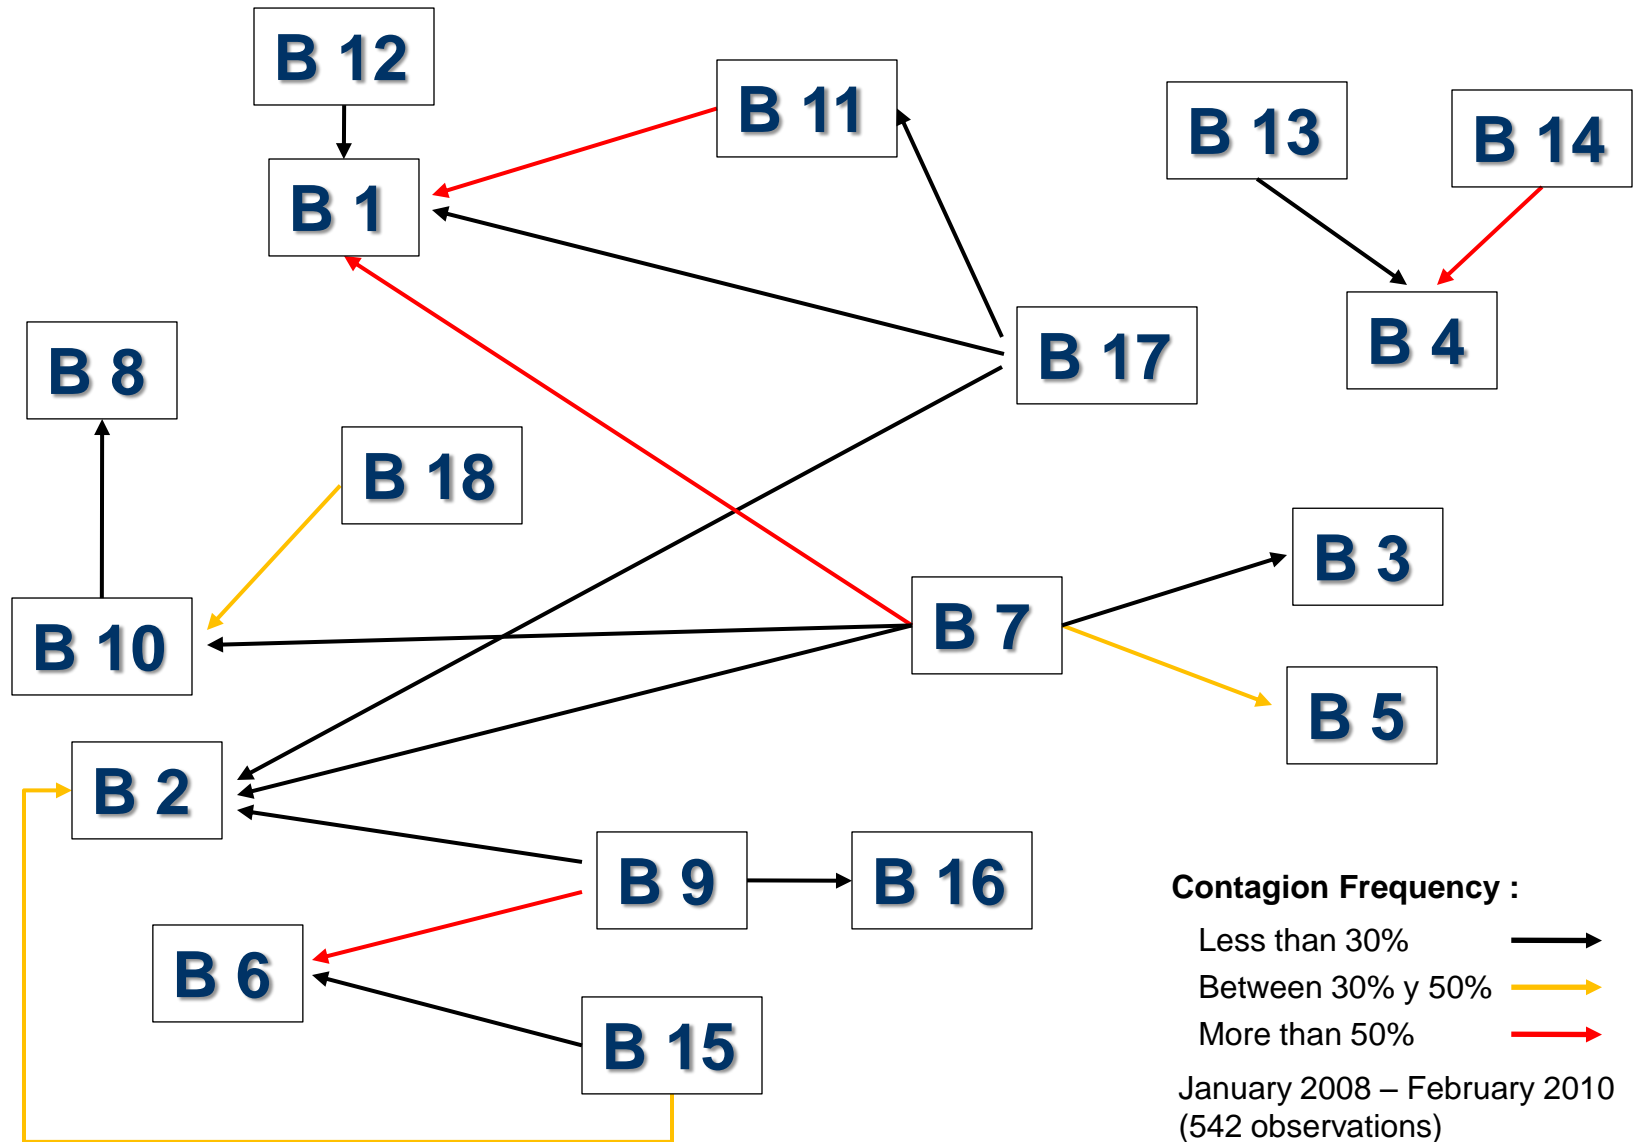 B 12
B 11
B 13
B 14
B 1
B 17
B 4
B 8
B 18
B 3
B 7
B 10
B 5
B 2
B 9
B 16
B 6
B 15
Contagion Frequency :
Less than 30%
Between 30% y 50%
More than 50%
January 2008 – February 2010
(542 observations)